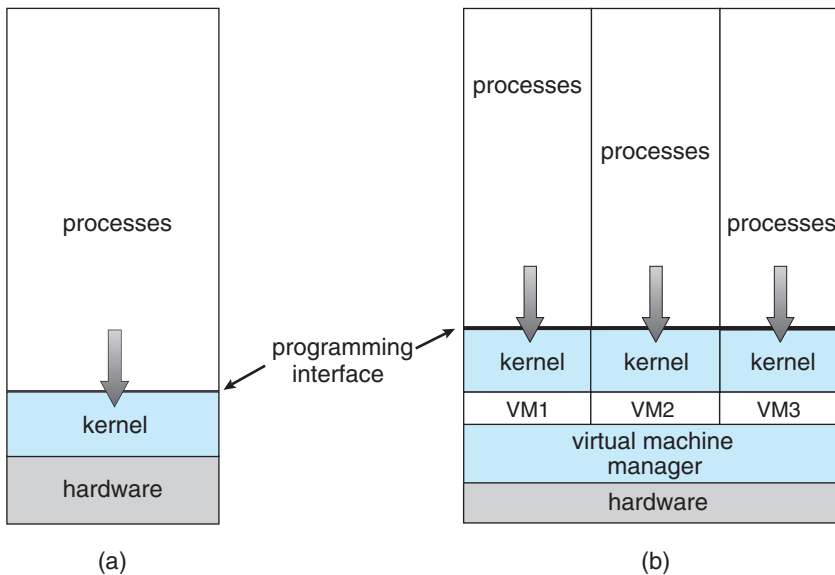 processes
kernel
hardware
(a)
programming
interface
processes
processes
processes
kernel
kernel
kernel
VM1
VM2
VM3
virtual machine
manager
hardware
(b)